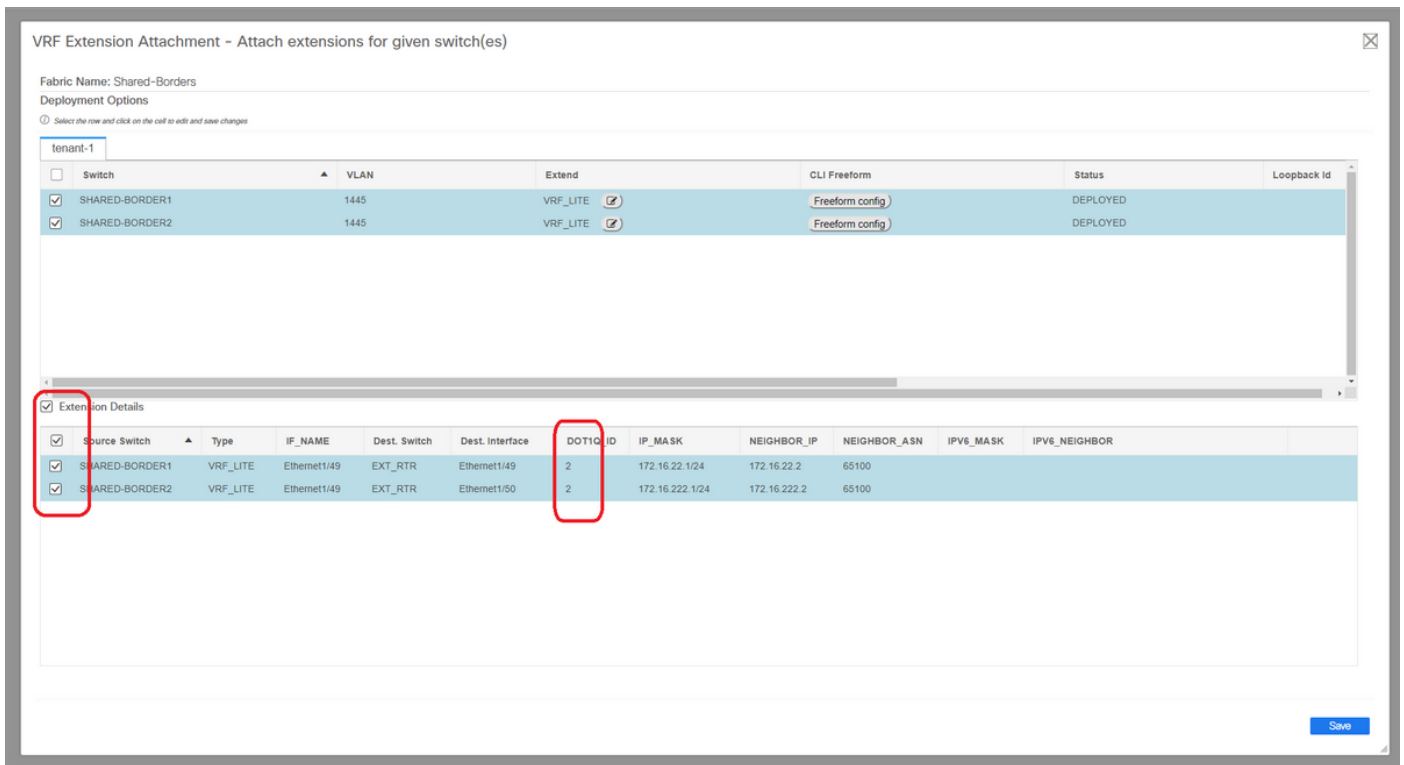 VRF Extension Attachment - Attach extensions for given switch(es)
Fabric Name: Shared-Borders
Deployment Options
Select the row and click on the cell to edit and save changes
tenant-1
Switch VLAN Extend CLI Freeform Status Loopback Id
SHARED-BORDER1 1445 VRF_LITE Freeform config DEPLOYED
SHARED-BORDER2 1445 VRF_LITE Freeform config DEPLOYED
Extension Details
Source Switch Type IF_NAME Dest. Switch Dest. Interface DOT1Q_ID IP_MASK NEIGHBOR_IP NEIGHBOR_ASN IPV6_MASK IPV6_NEIGHBOR
SHARED-BORDER1 VRF_LITE Ethernet1/49 EXT_RTR Ethernet1/49 2 172.16.22.1/24 172.16.22.2 65100
SHARED-BORDER2 VRF_LITE Ethernet1/49 EXT_RTR Ethernet1/50 2 172.16.222.1/24 172.16.222.2 65100
Save